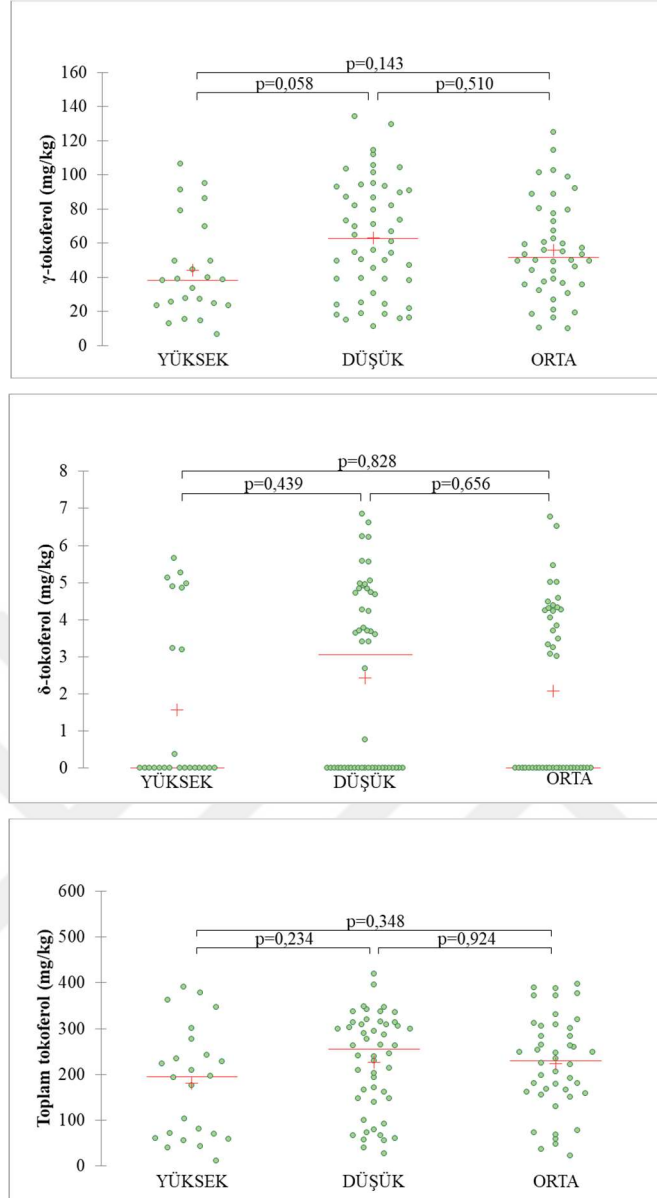 p=0,143
p=0,058
p=0,510
γ-tokoferol (mg/kg)
160
140
120
100
80
60
40
20
0
YÜKSEK
DÜŞÜK
ORTA
p=0,828
p=0,439
p=0,656
δ-tokoferol (mg/kg)
8
7
6
5
4
3
2
1
0
YÜKSEK
DÜŞÜK
ORTA
p=0,348
p=0,234
p=0,924
Toplam tokoferol (mg/kg)
600
500
400
300
200
100
0
YÜKSEK
DÜŞÜK
ORTA